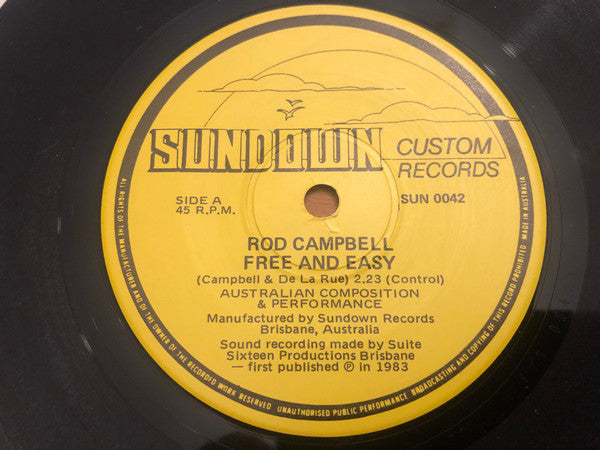 SUNDOWN CUSTOM
RECORDS
SIDE A
45 R.P.M.
SUN 0042
ROD CAMPBELL
FREE AND EASY
(Campbell & De La Rue) 2.23 (Control)
AUSTRALIAN COMPOSITION
& PERFORMANCE
Manufactured by Sundown Records
Brisbane, Australia
Sound recording made by Suite
Sixteen Productions Brisbane
— first published ℗ in 1983
ALL RIGHTS OF THE MANUFACTURER AND OF THE OWNER OF THE RECORDED WORK RESERVED UNAUTHORISED PUBLIC PERFORMANCE BROADCASTING AND COPYING OF THIS RECORD PROHIBITED MADE IN AUSTRALIA